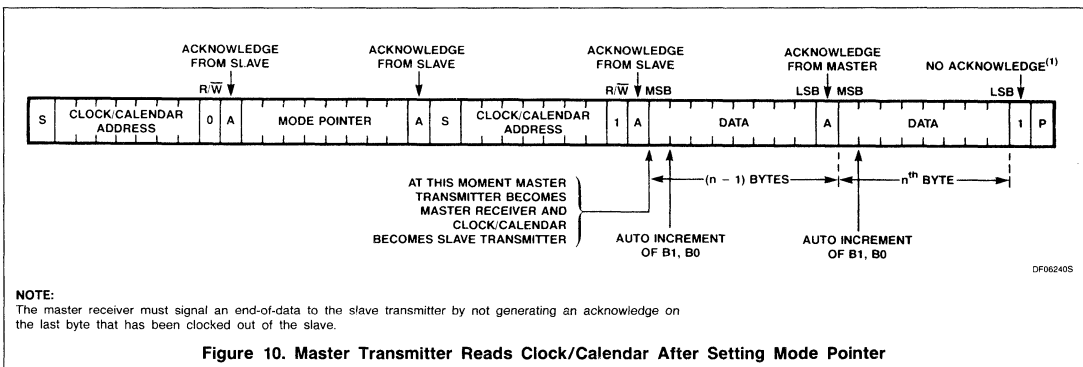 ACKNOWLEDGE
FROM SLAVE
ACKNOWLEDGE
FROM SLAVE
ACKNOWLEDGE
FROM SLAVE
ACKNOWLEDGE
FROM MASTER
NO ACKNOWLEDGE(1)
R/W̅
R/W̅ MSB
LSB MSB
LSB
S
CLOCK/CALENDAR
ADDRESS
0
A
MODE POINTER
A
S
CLOCK/CALENDAR
ADDRESS
1
A
DATA
A
DATA
1
P
(n − 1) BYTES
nth BYTE
AT THIS MOMENT MASTER
TRANSMITTER BECOMES
MASTER RECEIVER AND
CLOCK/CALENDAR
BECOMES SLAVE TRANSMITTER
AUTO INCREMENT
OF B1, B0
AUTO INCREMENT
OF B1, B0
DF06240S
NOTE:
The master receiver must signal an end-of-data to the slave transmitter by not generating an acknowledge on
the last byte that has been clocked out of the slave.
Figure 10. Master Transmitter Reads Clock/Calendar After Setting Mode Pointer